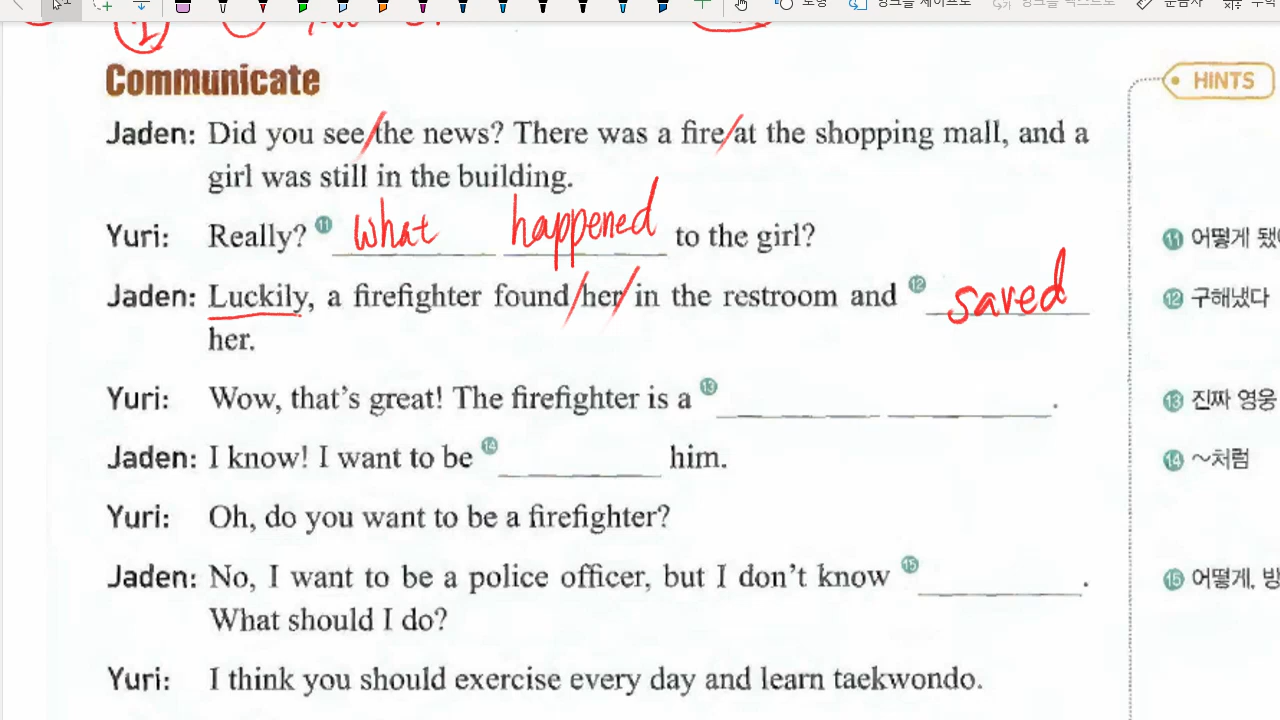 Communicate
HINTS
Jaden: Did you see the news? There was a fire at the shopping mall, and a
girl was still in the building.
Yuri: Really? ⑪ what happened to the girl?
⑪ 어떻게 됐
Jaden: Luckily, a firefighter found her in the restroom and ⑫ saved
⑫ 구해냈다
her.
Yuri: Wow, that's great! The firefighter is a ⑬ ______ ______.
⑬ 진짜 영웅
Jaden: I know! I want to be ⑭ ______ him.
⑭ ~처럼
Yuri: Oh, do you want to be a firefighter?
Jaden: No, I want to be a police officer, but I don't know ⑮ ______.
⑮ 어떻게, 방
What should I do?
Yuri: I think you should exercise every day and learn taekwondo.